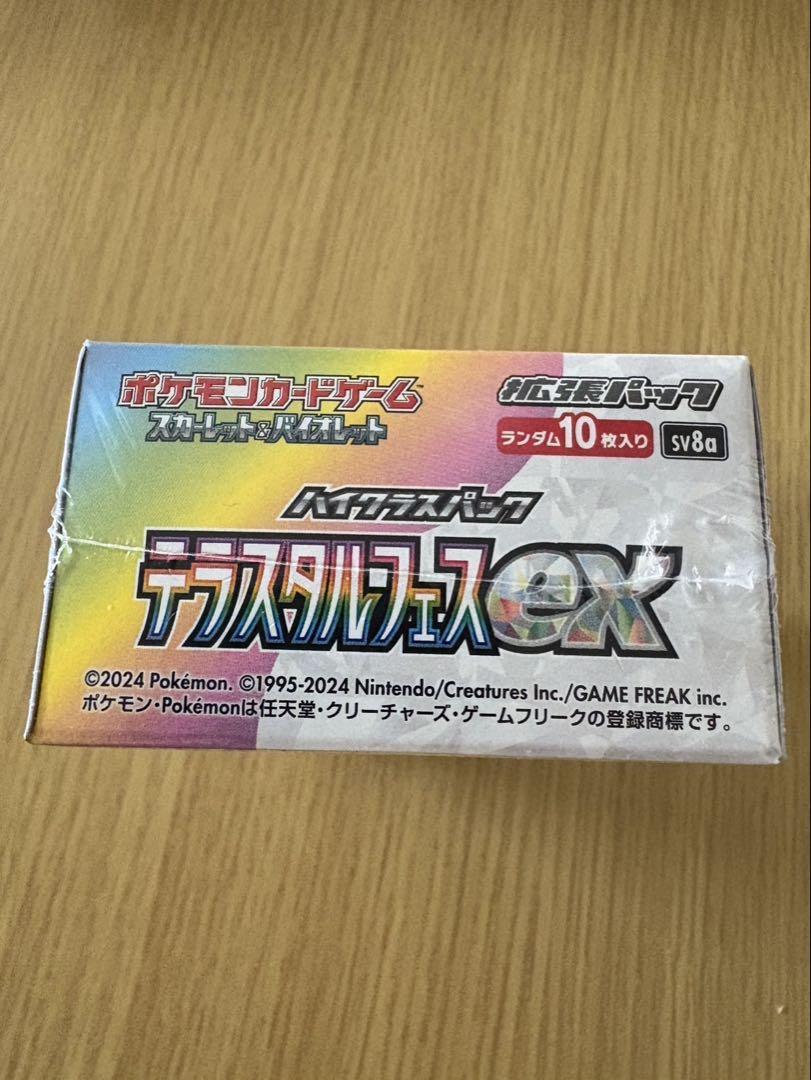 ポケモンカードゲーム™
拡張パック
スカーレット&バイオレット
ランダム10枚入り
SV8a
ハイクラスパック
テラスタルフェスex
©2024 Pokémon. ©1995-2024 Nintendo/Creatures Inc./GAME FREAK inc.
ポケモン・Pokémonは任天堂・クリーチャーズ・ゲームフリークの登録商標です。